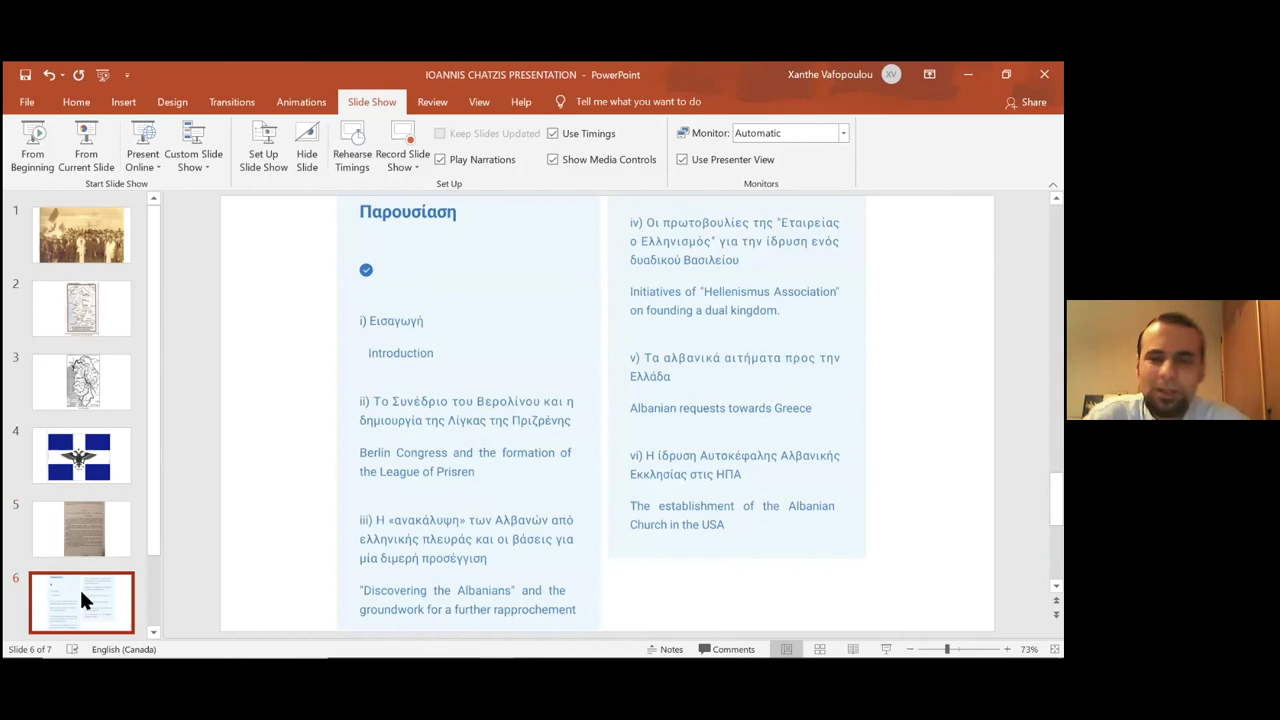 IOANNIS CHATZIS PRESENTATION - PowerPoint
Xanthe Vafopoulou
XV
File
Home
Insert
Design
Transitions
Animations
Slide Show
Review
View
Help
Tell me what you want to do
Share
From Beginning
From Current Slide
Present Online
Custom Slide Show
Start Slide Show
Set Up Slide Show
Hide Slide
Rehearse Timings
Record Slide Show
Keep Slides Updated
Play Narrations
Use Timings
Show Media Controls
Set Up
Monitor: Automatic
Use Presenter View
Monitors
1
2
3
4
5
6
Παρουσίαση
i) Εισαγωγή
Introduction
ii) Το Συνέδριο του Βερολίνου και η
δημιουργία της Λίγκας της Πριζρένης
Berlin Congress and the formation of
the League of Prisren
iii) Η «ανακάλυψη» των Αλβανών από
ελληνικής πλευράς και οι βάσεις για
μία διμερή προσέγγιση
"Discovering the Albanians" and the
groundwork for a further rapprochement
iv) Οι πρωτοβουλίες της "Εταιρείας
ο Ελληνισμός" για την ίδρυση ενός
δυαδικού Βασιλείου
Initiatives of "Hellenismus Association"
on founding a dual kingdom.
v) Τα αλβανικά αιτήματα προς την
Ελλάδα
Albanian requests towards Greece
vi) Η ίδρυση Αυτοκέφαλης Αλβανικής
Εκκλησίας στις ΗΠΑ
The establishment of the Albanian
Church in the USA
Slide 6 of 7
English (Canada)
Notes
Comments
73%